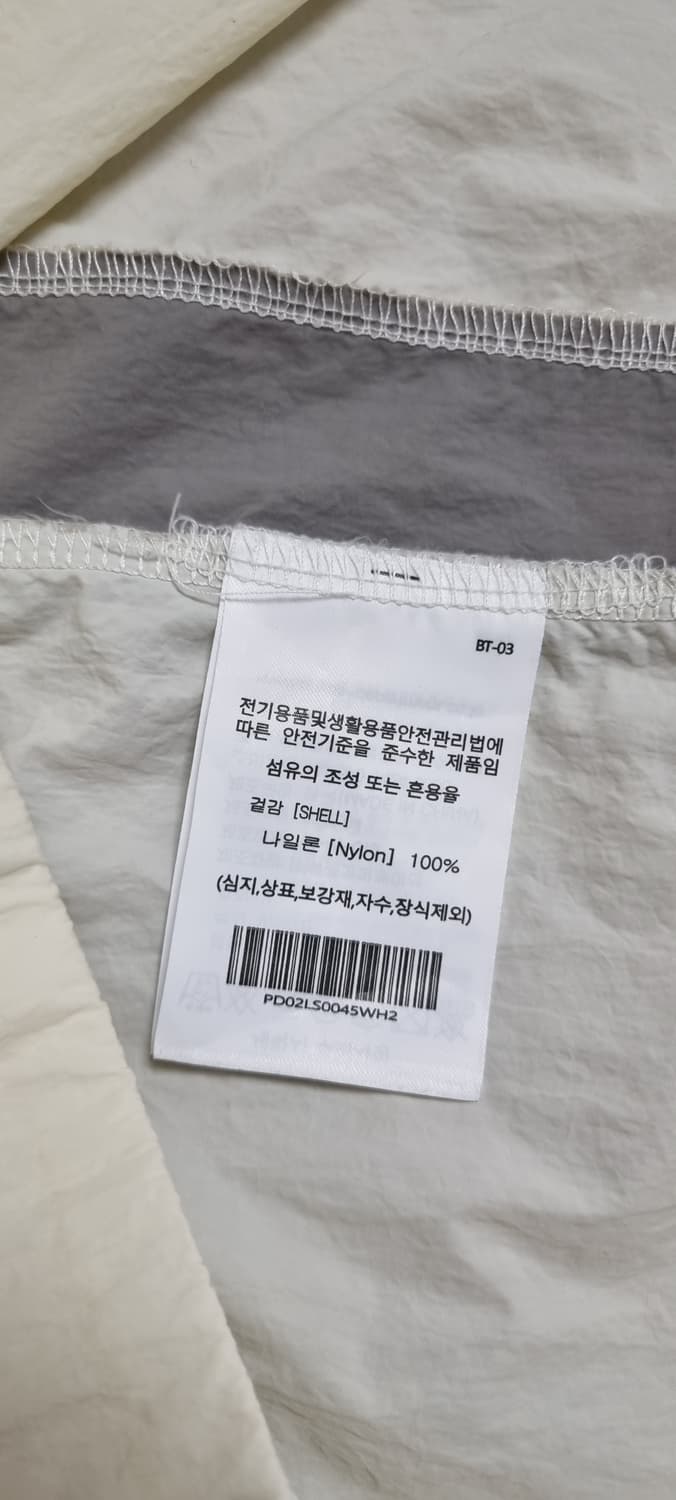 BT-03
전기용품및생활용품안전관리법에
따른 안전기준을 준수한 제품임
섬유의 조성 또는 혼용율
겉감 [SHELL]
나일론 [Nylon] 100%
(심지,상표,보강재,자수,장식제외)
PD02LS0045WH2